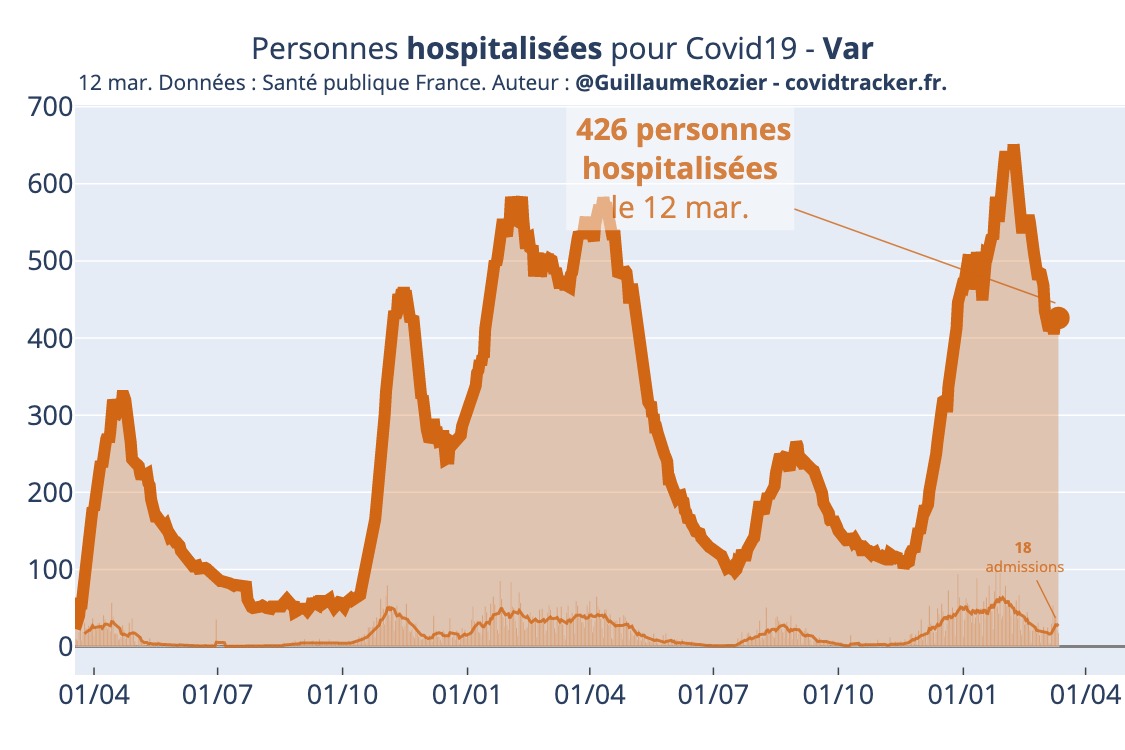 Personnes hospitalisées pour Covid19 - Var
12 mar. Données : Santé publique France. Auteur : @GuillaumeRozier - covidtracker.fr.
700
600
500
400
300
200
100
0
426 personnes
hospitalisées
le 12 mar.
18
admissions
01/04 01/07 01/10 01/01 01/04 01/07 01/10 01/01 01/04